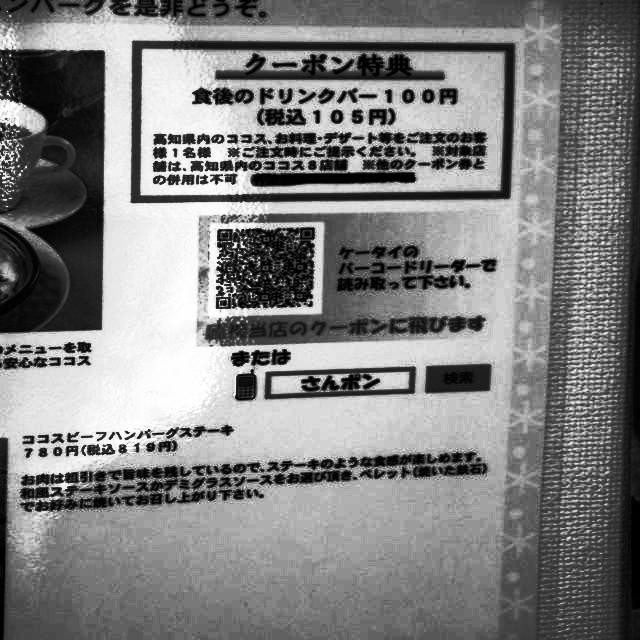 ンバーグを是非どうぞ。
クーポン特典
食後のドリンクバー100円
(税込105円)
高知県内のココス、お料理・デザート等をご注文のお客
様1名様 ※ご注文時にご提示ください。 ※対象店
舗は、高知県内のココス8店舗 ※他のクーポン券と
の併用は不可
ケータイの
バーコードリーダーで
読み取って下さい。
当店のクーポンに飛びます
または
さんポン
検索
メニューを取
安心なココス
ココスビーフハンバーグステーキ
780円(税込819円)
お肉は粗引きで食感を残しているので、ステーキのような食感が楽しめます。
和風ステーキソースかデミグラスソースをお選び頂き、ペレット(焼いた鉄石)
でお好みに焼いてお召し上がり下さい。